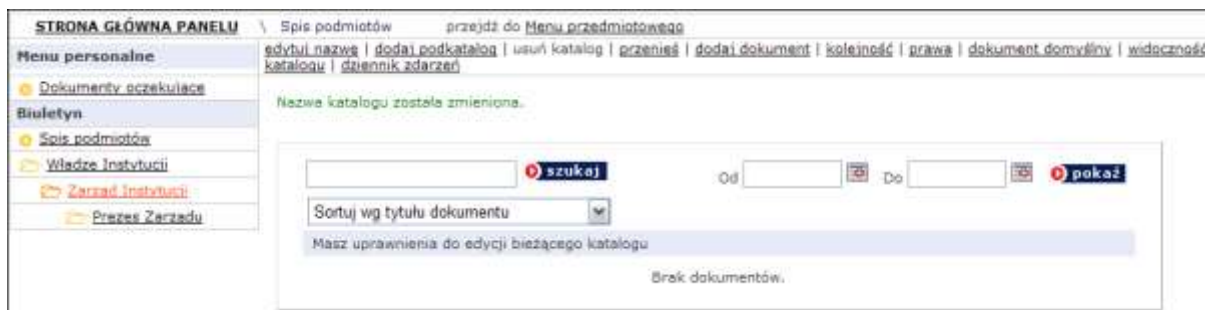 STRONA GŁÓWNA PANELU \ Spis podmiotów przejdź do Menu przedmiotowego
Menu personalne
edytuj nazwę | dodaj podkatalog | usuń katalog | przenieś | dodaj dokument | kolejność | prawa | dokument domyślny | widoczność
katalogu | dziennik zdarzeń
Dokumenty oczekujące
Nazwa katalogu została zmieniona.
Biuletyn
Spis podmiotów
Władze Instytucji
szukaj Od Do pokaż
Zarząd Instytucji
Prezes Zarządu
Sortuj wg tytułu dokumentu
Masz uprawnienia do edycji bieżącego katalogu
Brak dokumentów.